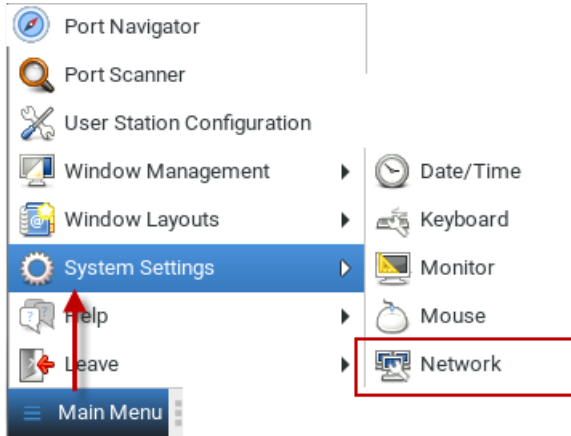 Port Navigator
Port Scanner
User Station Configuration
Window Management
Window Layouts
System Settings
Help
Leave
Main Menu
Date/Time
Keyboard
Monitor
Mouse
Network